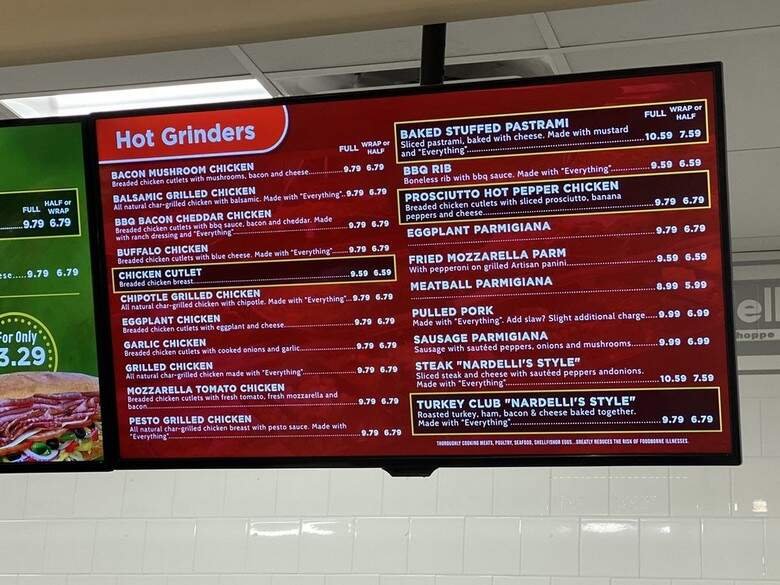 HALF or
FULL WRAP
9.79 6.79
9.79 6.79
For Only
3.29
Hot Grinders
WRAP or
FULL HALF
BACON MUSHROOM CHICKEN
Breaded chicken cutlets with mushrooms, bacon and cheese....9.79 6.79
BALSAMIC GRILLED CHICKEN
All natural char-grilled chicken with balsamic. Made with "Everything"..9.79 6.79
BBQ BACON CHEDDAR CHICKEN
Breaded chicken cutlets with bbq sauce, bacon and cheddar. Made
with ranch dressing and "Everything"....9.79 6.79
BUFFALO CHICKEN
Breaded chicken cutlets with blue cheese. Made with "Everything"....9.79 6.79
CHICKEN CUTLET
Breaded chicken breast....9.59 6.59
CHIPOTLE GRILLED CHICKEN
All natural char-grilled chicken with chipotle. Made with "Everything"...9.79 6.79
EGGPLANT CHICKEN
Breaded chicken cutlets with eggplant and cheese....9.79 6.79
GARLIC CHICKEN
Breaded chicken cutlets with cooked onions and garlic....9.79 6.79
GRILLED CHICKEN
All natural char-grilled chicken made with "Everything"....9.79 6.79
MOZZARELLA TOMATO CHICKEN
Breaded chicken cutlets with fresh tomato, fresh mozzarella and
bacon....9.79 6.79
PESTO GRILLED CHICKEN
All natural char-grilled chicken breast with pesto sauce. Made with
"Everything"....9.79 6.79
WRAP or
FULL HALF
BAKED STUFFED PASTRAMI
Sliced pastrami, baked with cheese. Made with mustard
and "Everything"....10.59 7.59
BBQ RIB
Boneless rib with bbq sauce. Made with "Everything"....9.59 6.59
PROSCIUTTO HOT PEPPER CHICKEN
Breaded chicken cutlets with sliced prosciutto, banana
peppers and cheese....9.79 6.79
EGGPLANT PARMIGIANA
....9.79 6.79
FRIED MOZZARELLA PARM
With pepperoni on grilled Artisan panini....9.59 6.59
MEATBALL PARMIGIANA
....8.99 5.99
PULLED PORK
Made with "Everything". Add slaw? Slight additional charge....9.99 6.99
SAUSAGE PARMIGIANA
Sausage with sautéed peppers, onions and mushrooms....9.99 6.99
STEAK "NARDELLI'S STYLE"
Sliced steak and cheese with sautéed peppers andonions.
Made with "Everything"....10.59 7.59
TURKEY CLUB "NARDELLI'S STYLE"
Roasted turkey, ham, bacon & cheese baked together.
Made with "Everything"....9.79 6.79
THOROUGHLY COOKING MEATS, POULTRY, SEAFOOD, SHELLFISHOR EGGS...GREATLY REDUCES THE RISK OF FOODBORNE ILLNESSES.
ell
hoppe